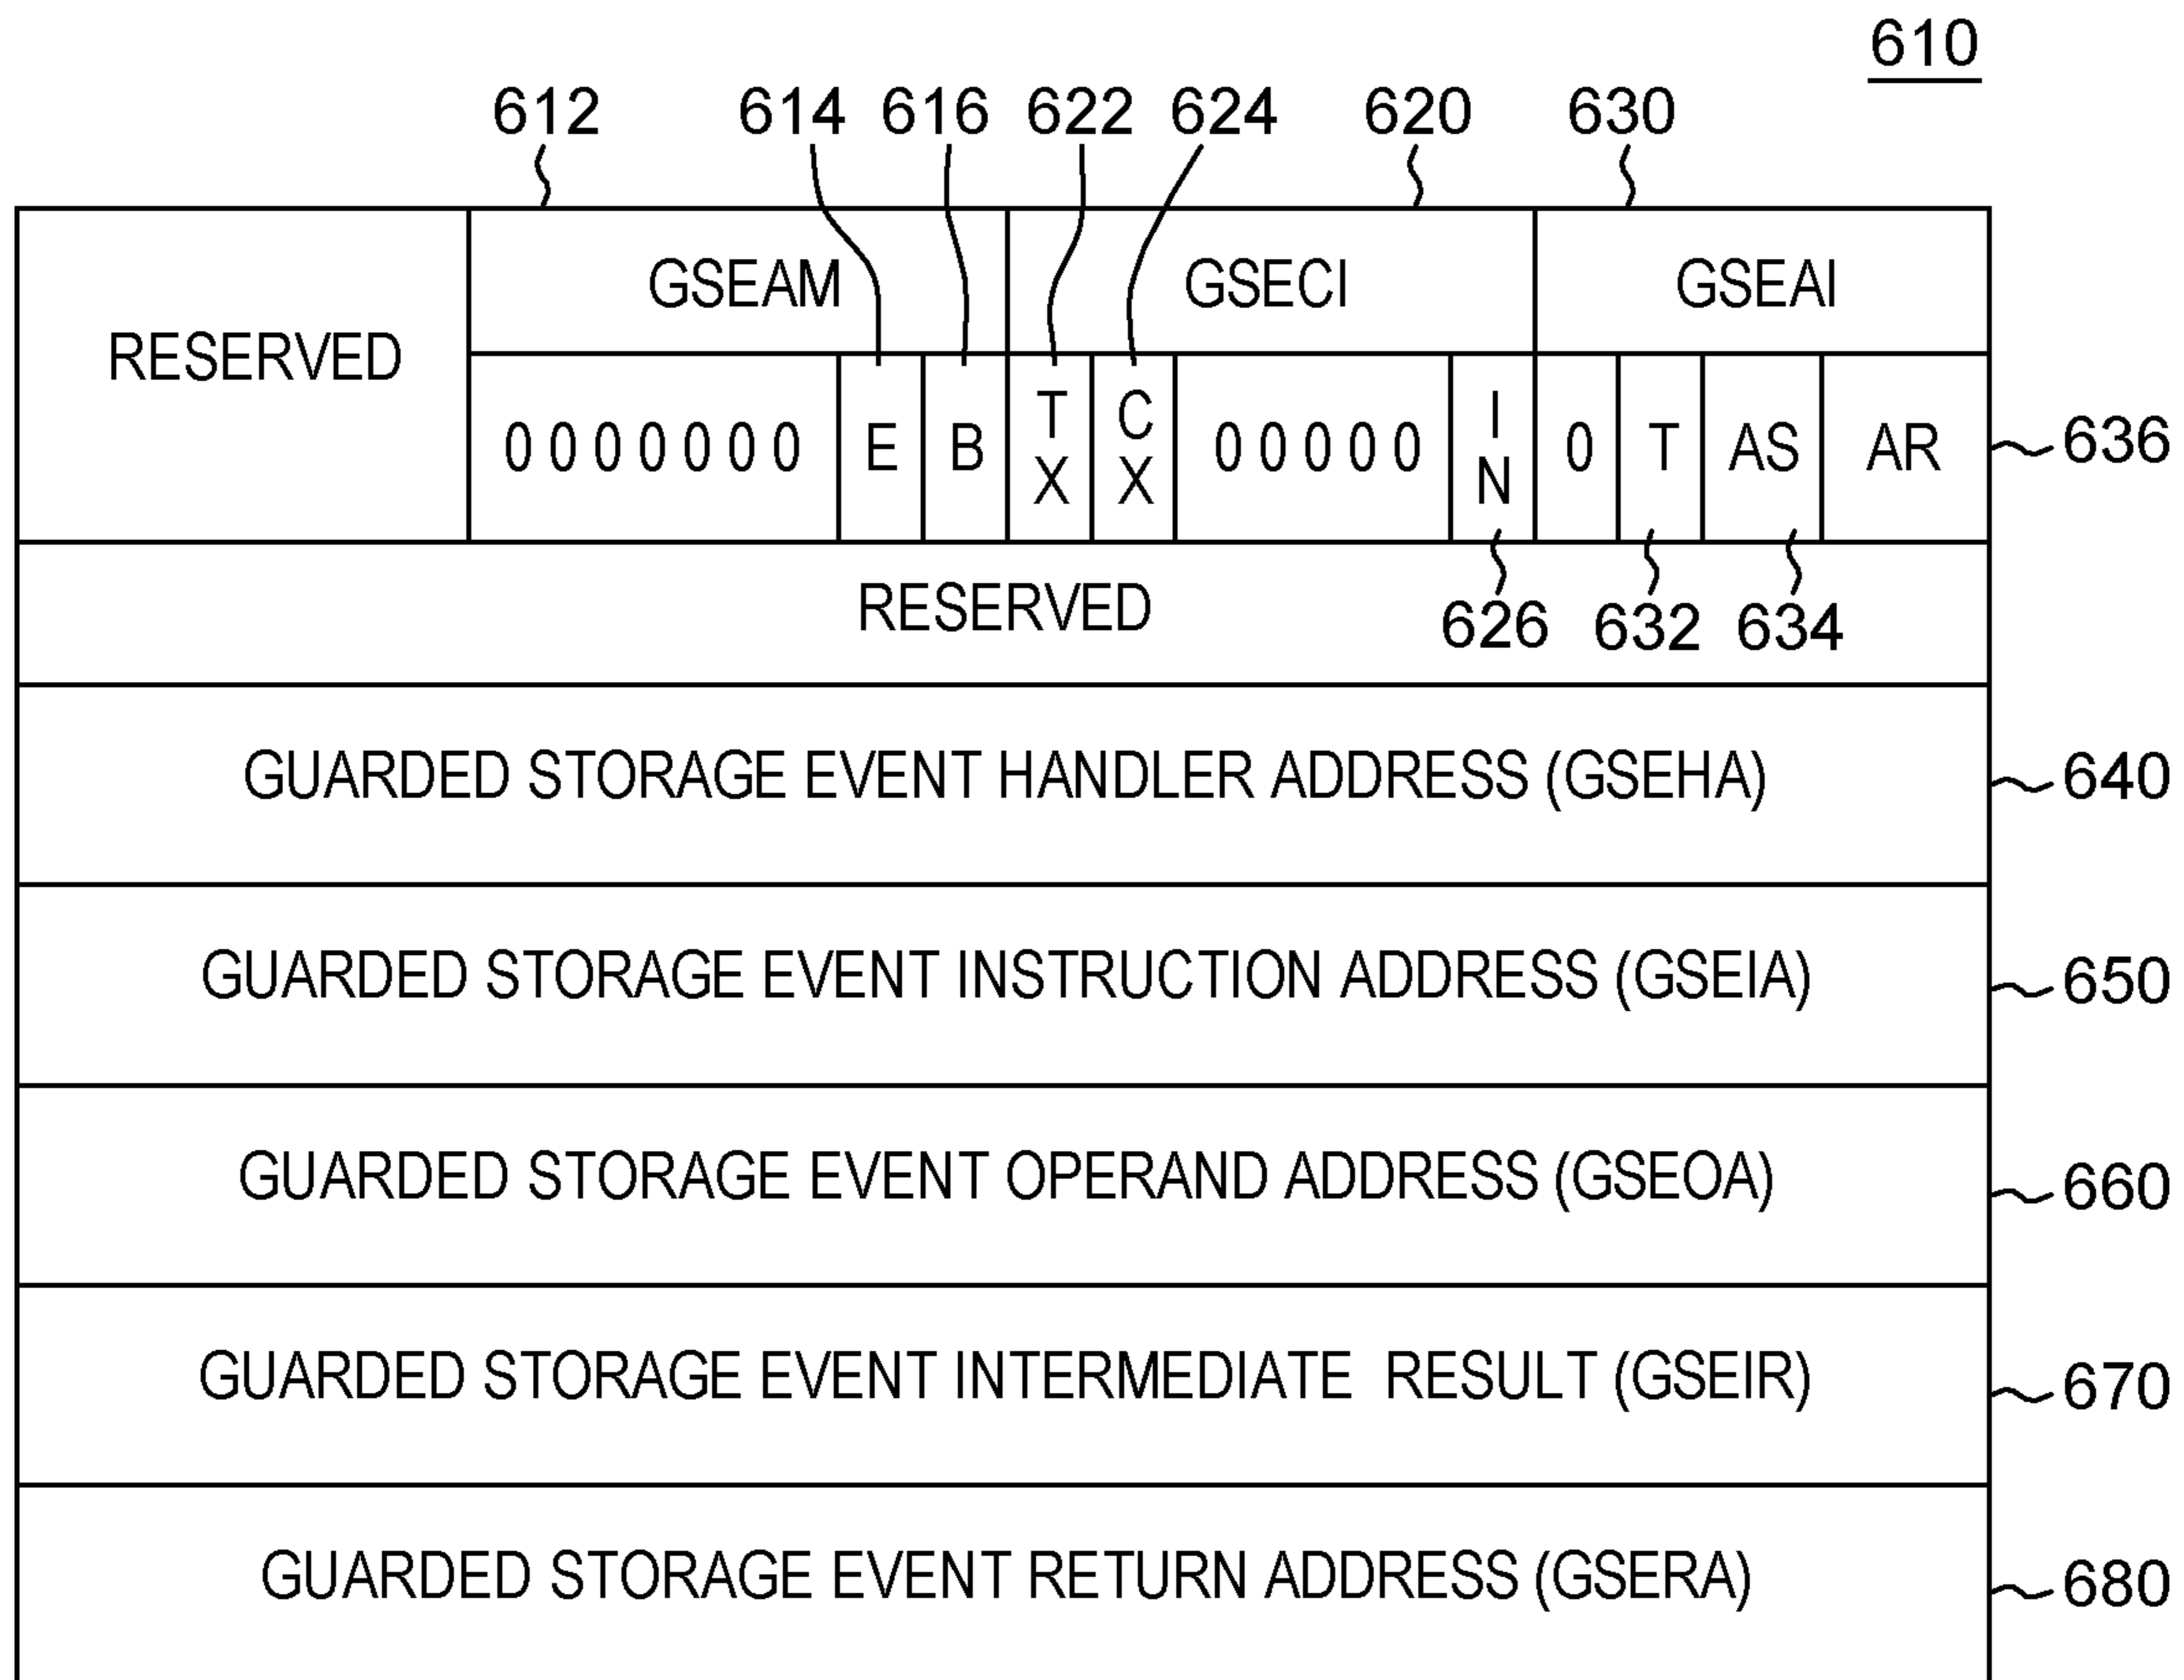 610
612 614 616 622 624 620 630
GSEAM GSECI GSEAI
RESERVED
0 0 0 0 0 0 0 E B TX CX 0 0 0 0 0 IN 0 T AS AR 636
RESERVED
626 632 634
GUARDED STORAGE EVENT HANDLER ADDRESS (GSEHA) 640
GUARDED STORAGE EVENT INSTRUCTION ADDRESS (GSEIA) 650
GUARDED STORAGE EVENT OPERAND ADDRESS (GSEOA) 660
GUARDED STORAGE EVENT INTERMEDIATE RESULT (GSEIR) 670
GUARDED STORAGE EVENT RETURN ADDRESS (GSERA) 680